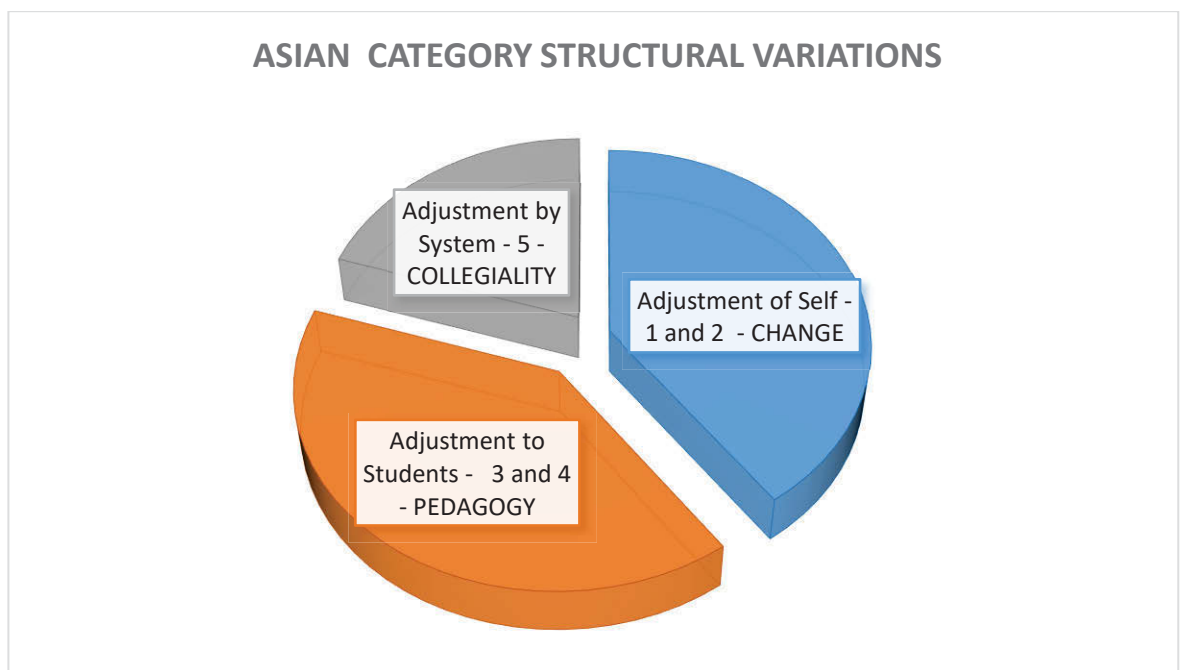 ASIAN  CATEGORY STRUCTURAL VARIATIONS
Adjustment by
System - 5 -
COLLEGIALITY
Adjustment of Self -
1 and 2  - CHANGE
Adjustment to
Students -   3 and 4
- PEDAGOGY